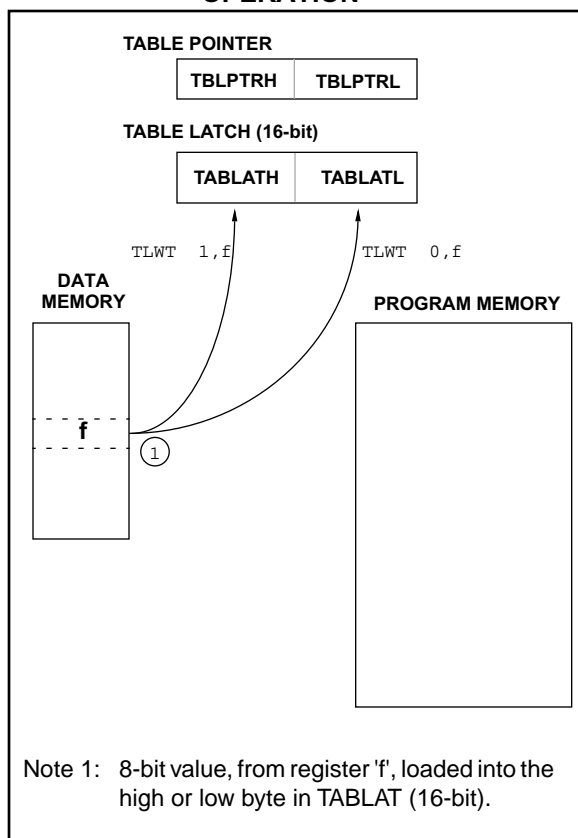 OPERATION
TABLE POINTER
TBLPTRH TBLPTRL
TABLE LATCH (16-bit)
TABLATH TABLATL
TLWT 1,f TLWT 0,f
DATA
MEMORY
PROGRAM MEMORY
f
1
Note 1: 8-bit value, from register 'f', loaded into the
high or low byte in TABLAT (16-bit).